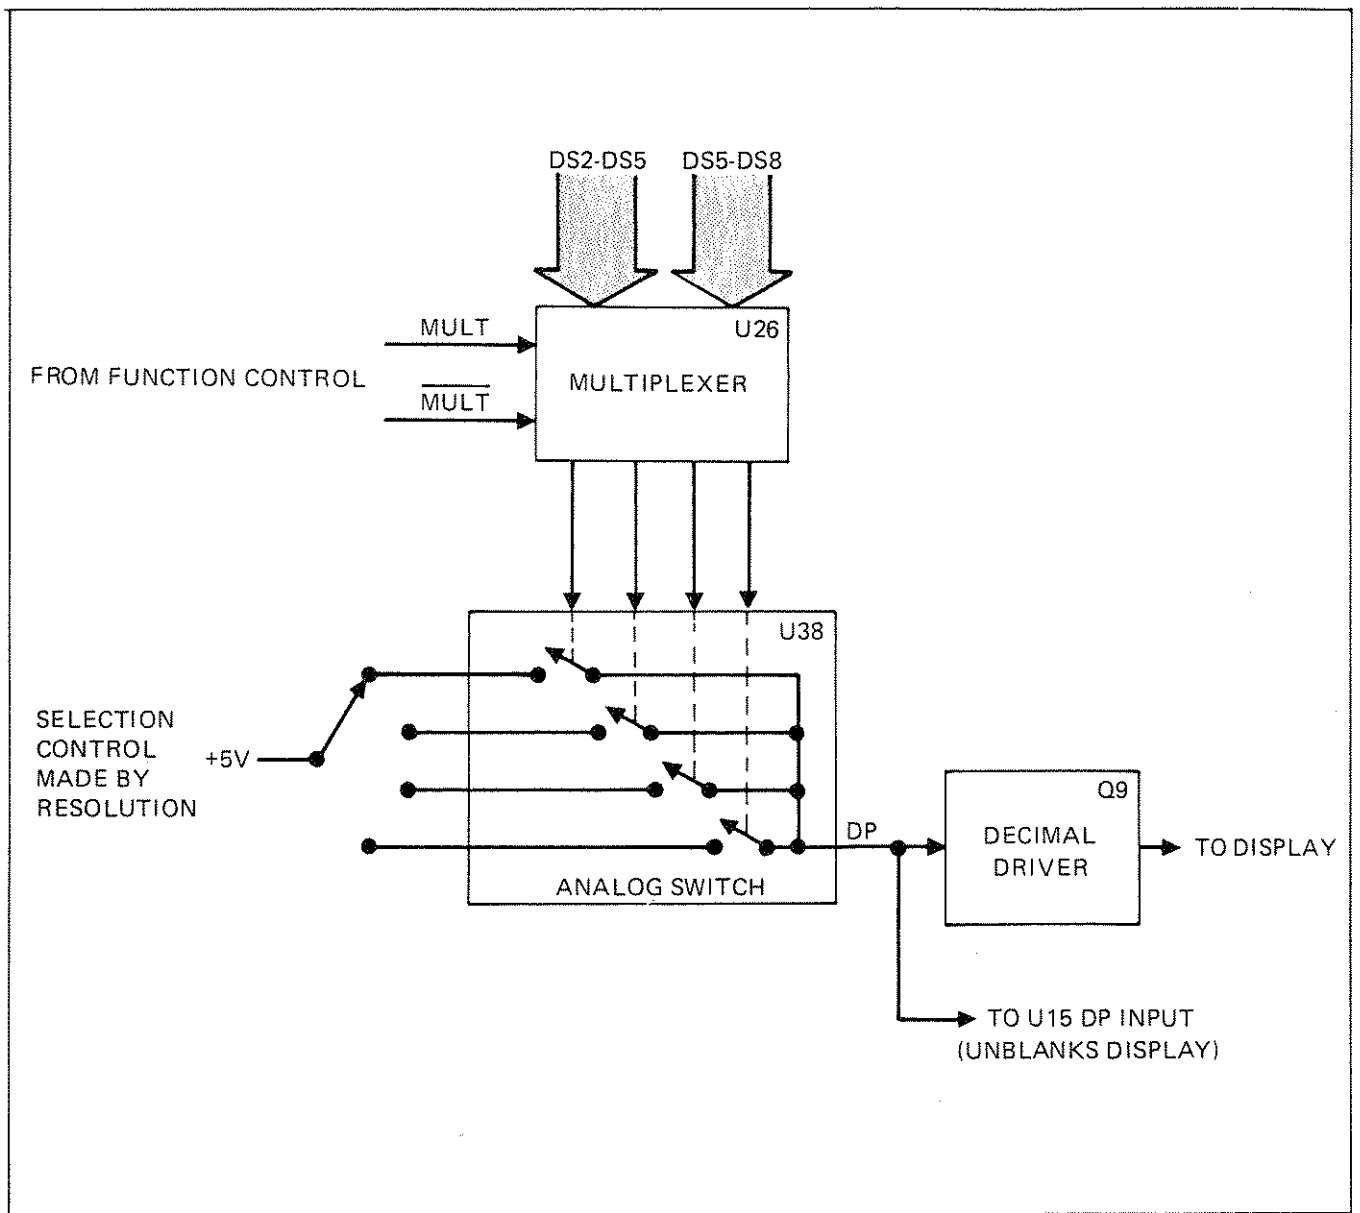 DS2-DS5 DS5-DS8
U26
MULT
FROM FUNCTION CONTROL
MULTIPLEXER
MULT
U38
SELECTION
CONTROL
MADE BY
RESOLUTION
+5V
Q9
DP
DECIMAL
DRIVER
TO DISPLAY
ANALOG SWITCH
TO U15 DP INPUT
(UNBLANKS DISPLAY)